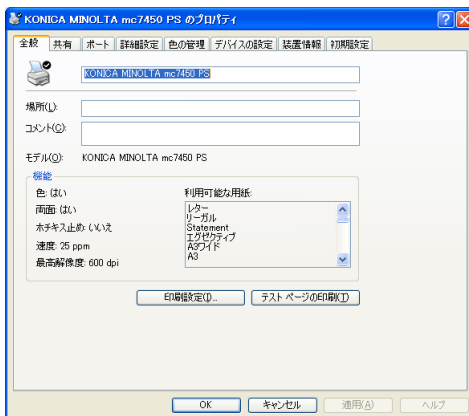 KONICA MINOLTA mc7450 PS のプロパティ
全般 共有 ポート 詳細設定 色の管理 デバイスの設定 装置情報 初期設定
KONICA MINOLTA mc7450 PS
場所(L):
コメント(C):
モデル(O): KONICA MINOLTA mc7450 PS
機能
色: はい
両面: はい
ホチキス止め: いいえ
速度: 25 ppm
最高解像度: 600 dpi
利用可能な用紙:
レター
リーガル
Statement
エグゼクティブ
A3ワイド
A3
印刷設定(I)...
テスト ページの印刷(T)
OK キャンセル 適用(A) ヘルプ